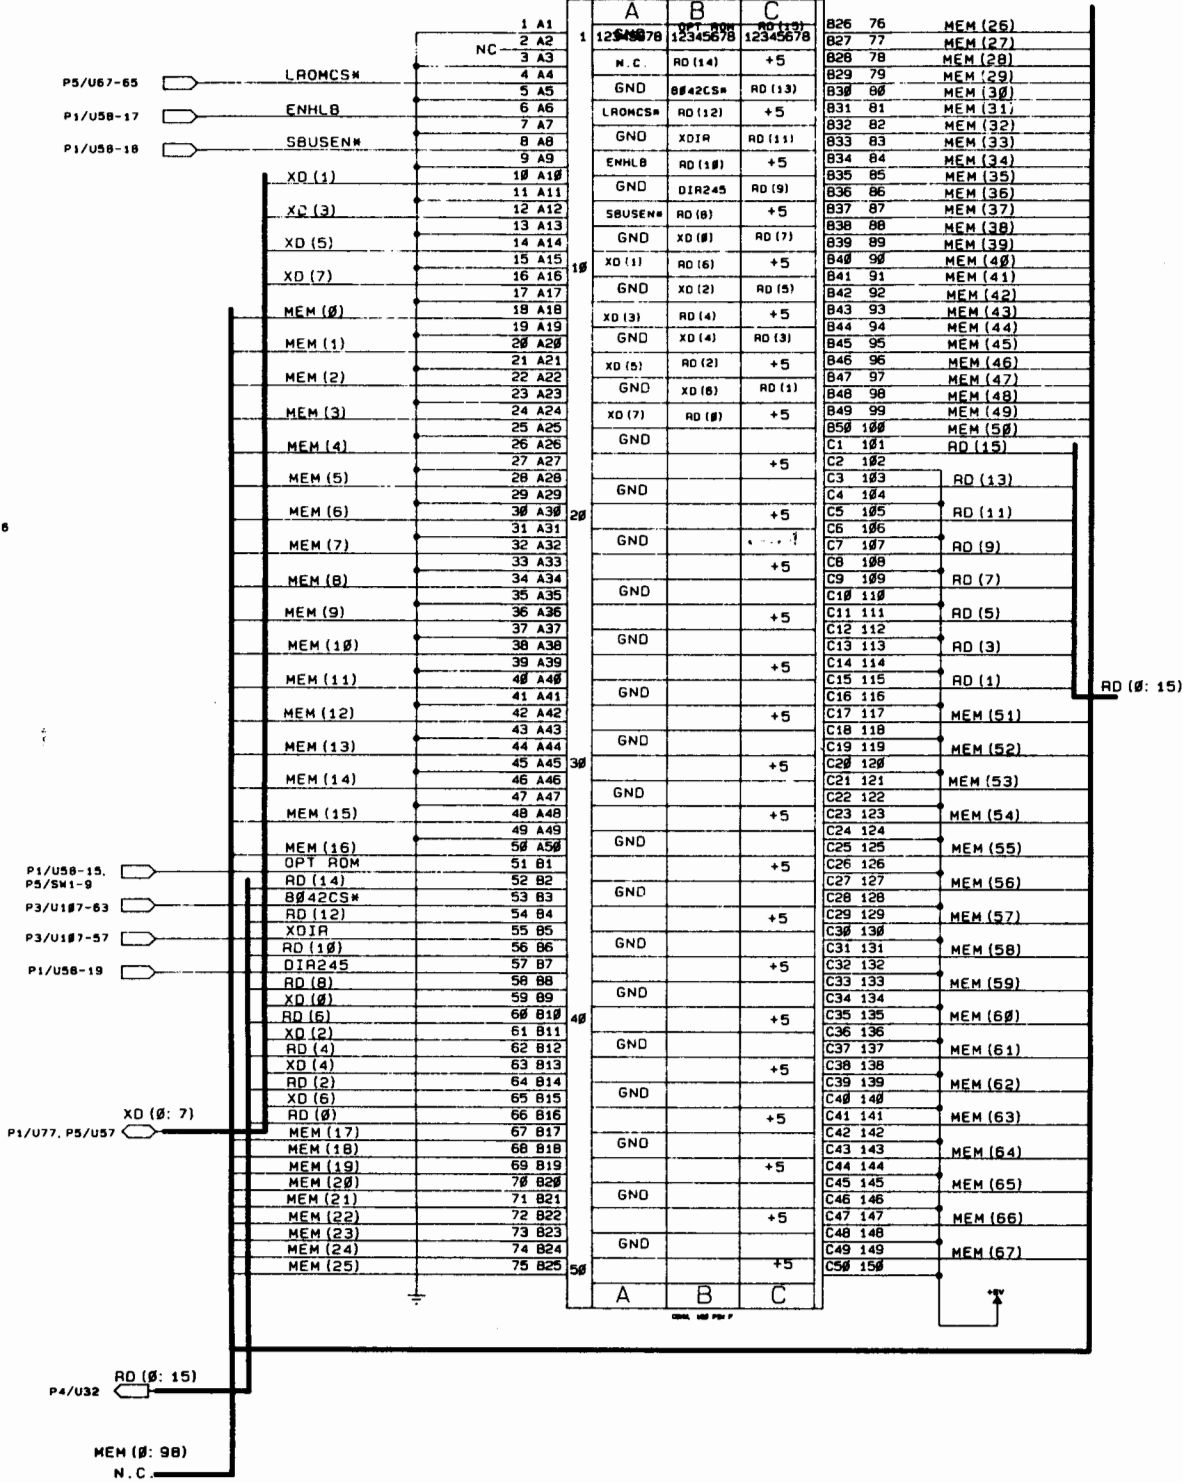 A B C
1 A1
2 A2
NC
3 A3
P5/U67-65 LROMCS* 4 A4
5 A5
P1/U58-17 ENHLB 6 A6
7 A7
P1/U58-18 SBUSEN* 8 A8
9 A9
XD (1) 10 A10
11 A11
XD (3) 12 A12
13 A13
XD (5) 14 A14
15 A15
XD (7) 16 A16
17 A17
MEM (0) 18 A18
19 A19
MEM (1) 20 A20
21 A21
MEM (2) 22 A22
23 A23
MEM (3) 24 A24
25 A25
MEM (4) 26 A26
27 A27
MEM (5) 28 A28
29 A29
MEM (6) 30 A30
6
31 A31
MEM (7) 32 A32
33 A33
MEM (8) 34 A34
35 A35
MEM (9) 36 A36
37 A37
MEM (10) 38 A38
39 A39
MEM (11) 40 A40
41 A41
MEM (12) 42 A42
43 A43
MEM (13) 44 A44
45 A45
MEM (14) 46 A46
47 A47
MEM (15) 48 A48
49 A49
MEM (16) 50 A50
P1/U58-15, P5/SW1-9
OPT ROM 51 B1
RD (14) 52 B2
P3/U107-63 8042CS* 53 B3
RD (12) 54 B4
P3/U107-57 XDIR 55 B5
RD (10) 56 B6
P1/U58-19 DIR245 57 B7
RD (8) 58 B8
XD (0) 59 B9
RD (6) 60 B10
XD (2) 61 B11
RD (4) 62 B12
XD (4) 63 B13
RD (2) 64 B14
XD (6) 65 B15
RD (0) 66 B16
XD (0: 7)
P1/U77, P5/U57
MEM (17) 67 B17
MEM (18) 68 B18
MEM (19) 69 B19
MEM (20) 70 B20
MEM (21) 71 B21
MEM (22) 72 B22
MEM (23) 73 B23
MEM (24) 74 B24
MEM (25) 75 B25
1 GND OPT ROM RD (15)
12345678 12345678 12345678
N.C. RD (14) +5
GND 8042CS* RD (13)
LROMCS* RD (12) +5
GND XDIR RD (11)
ENHLB RD (10) +5
GND DIR245 RD (9)
SBUSEN* RD (8) +5
GND XD (0) RD (7)
10 XD (1) RD (6) +5
GND XD (2) RD (5)
XD (3) RD (4) +5
GND XD (4) RD (3)
XD (5) RD (2) +5
GND XD (6) RD (1)
XD (7) RD (0) +5
GND
+5
GND
20 +5
GND
+5
GND
+5
GND
+5
GND
+5
GND
30 +5
GND
+5
GND
+5
GND
+5
GND
+5
GND
40 +5
GND
+5
GND
+5
GND
+5
GND
+5
GND
50 +5
A B C
B26 76 MEM (26)
B27 77 MEM (27)
B28 78 MEM (28)
B29 79 MEM (29)
B30 80 MEM (30)
B31 81 MEM (31)
B32 82 MEM (32)
B33 83 MEM (33)
B34 84 MEM (34)
B35 85 MEM (35)
B36 86 MEM (36)
B37 87 MEM (37)
B38 88 MEM (38)
B39 89 MEM (39)
B40 90 MEM (40)
B41 91 MEM (41)
B42 92 MEM (42)
B43 93 MEM (43)
B44 94 MEM (44)
B45 95 MEM (45)
B46 96 MEM (46)
B47 97 MEM (47)
B48 98 MEM (48)
B49 99 MEM (49)
B50 100 MEM (50)
C1 101 RD (15)
C2 102
C3 103 RD (13)
C4 104
C5 105 RD (11)
C6 106
C7 107 RD (9)
C8 108
C9 109 RD (7)
C10 110
C11 111 RD (5)
C12 112
C13 113 RD (3)
C14 114
C15 115 RD (1)
RD (0: 15)
C16 116
C17 117 MEM (51)
C18 118
C19 119 MEM (52)
C20 120
C21 121 MEM (53)
C22 122
C23 123 MEM (54)
C24 124
C25 125 MEM (55)
C26 126
C27 127 MEM (56)
C28 128
C29 129 MEM (57)
C30 130
C31 131 MEM (58)
C32 132
C33 133 MEM (59)
C34 134
C35 135 MEM (60)
C36 136
C37 137 MEM (61)
C38 138
C39 139 MEM (62)
C40 140
C41 141 MEM (63)
C42 142
C43 143 MEM (64)
C44 144
C45 145 MEM (65)
C46 146
C47 147 MEM (66)
C48 148
C49 149 MEM (67)
C50 150
+5V
RD (0: 15)
P4/U32
MEM (0: 98)
N.C.